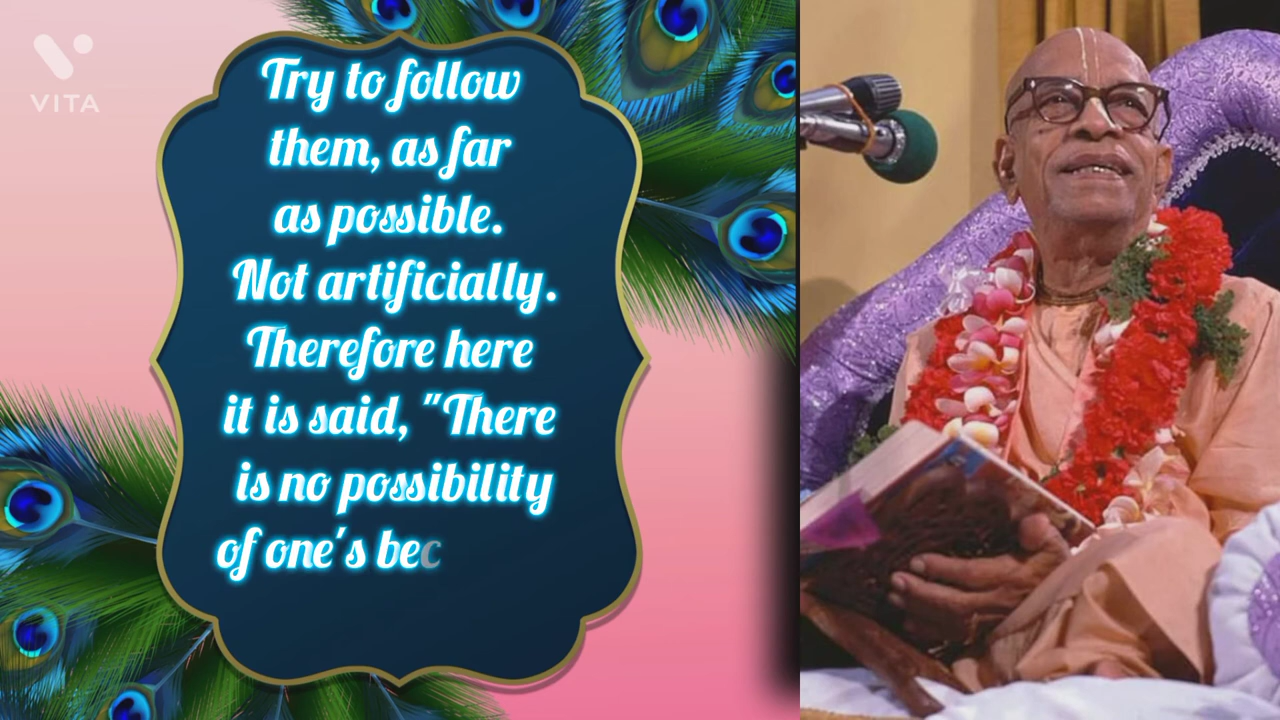 VITA
Try to follow
them, as far
as possible.
Not artificially.
Therefore here
it is said, "There
is no possibility
of one's bec